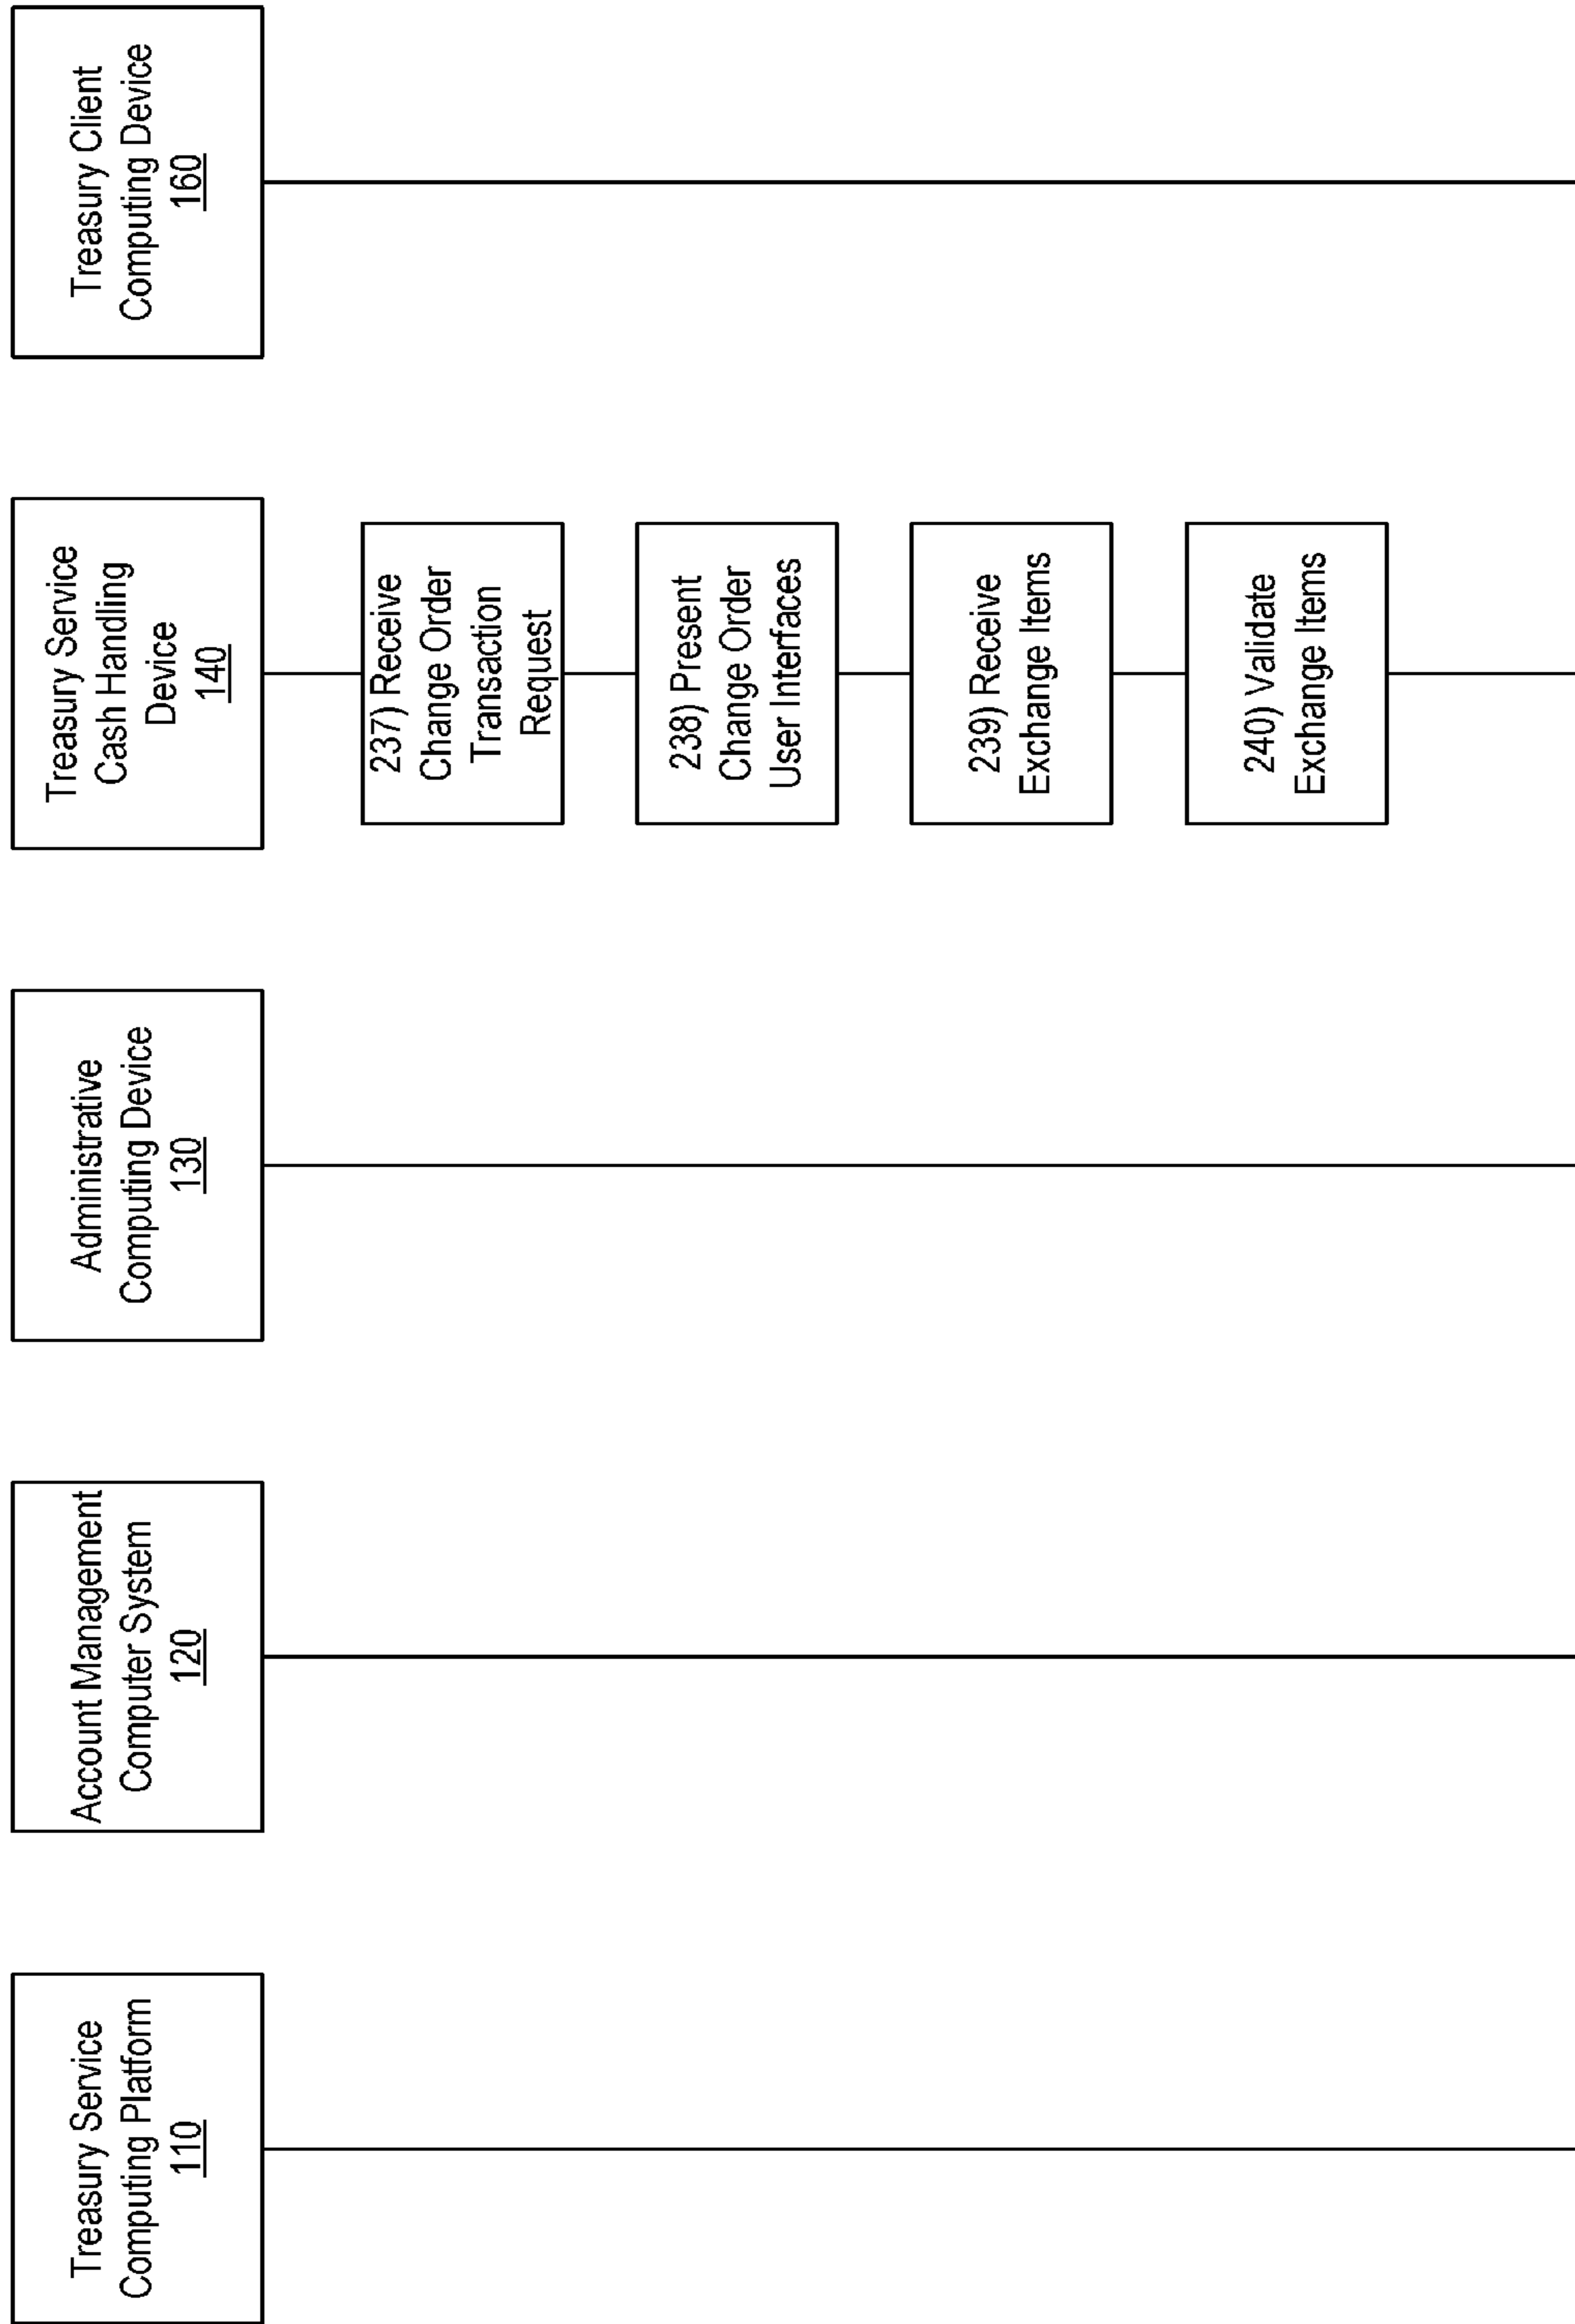 Treasury Service
Computing Platform
110
Account Management
Computer System
120
Administrative
Computing Device
130
Treasury Service
Cash Handling
Device
140
Treasury Client
Computing Device
160
237) Receive
Change Order
Transaction
Request
238) Present
Change Order
User Interfaces
239) Receive
Exchange Items
240) Validate
Exchange Items